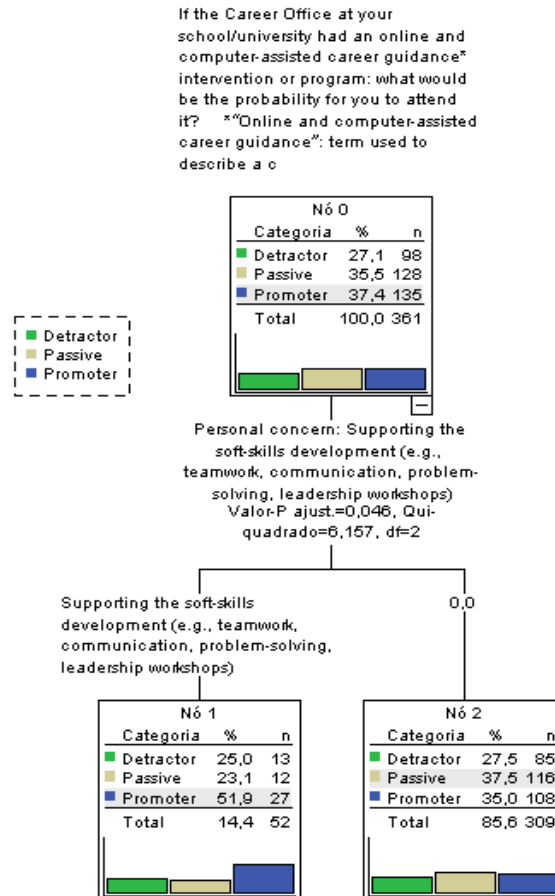 If the Career Office at your
school/university had an online and
computer-assisted career guidance*
intervention or program: what would
be the probability for you to attend
it? *"Online and computer-assisted
career guidance": term used to
describe a c
Nó 0
Categoria % n
Detractor 27,1 98
Passive 35,5 128
Promoter 37,4 135
Total 100,0 361
Detractor
Passive
Promoter
Personal concern: Supporting the
soft-skills development (e.g.,
teamwork, communication, problem-
solving, leadership workshops)
Valor-P ajust.=0,046, Qui-
quadrado=6,157, df=2
Supporting the soft-skills
development (e.g., teamwork,
communication, problem-solving,
leadership workshops)
0,0
Nó 1
Categoria % n
Detractor 25,0 13
Passive 23,1 12
Promoter 51,9 27
Total 14,4 52
Nó 2
Categoria % n
Detractor 27,5 85
Passive 37,5 116
Promoter 35,0 108
Total 85,6 309